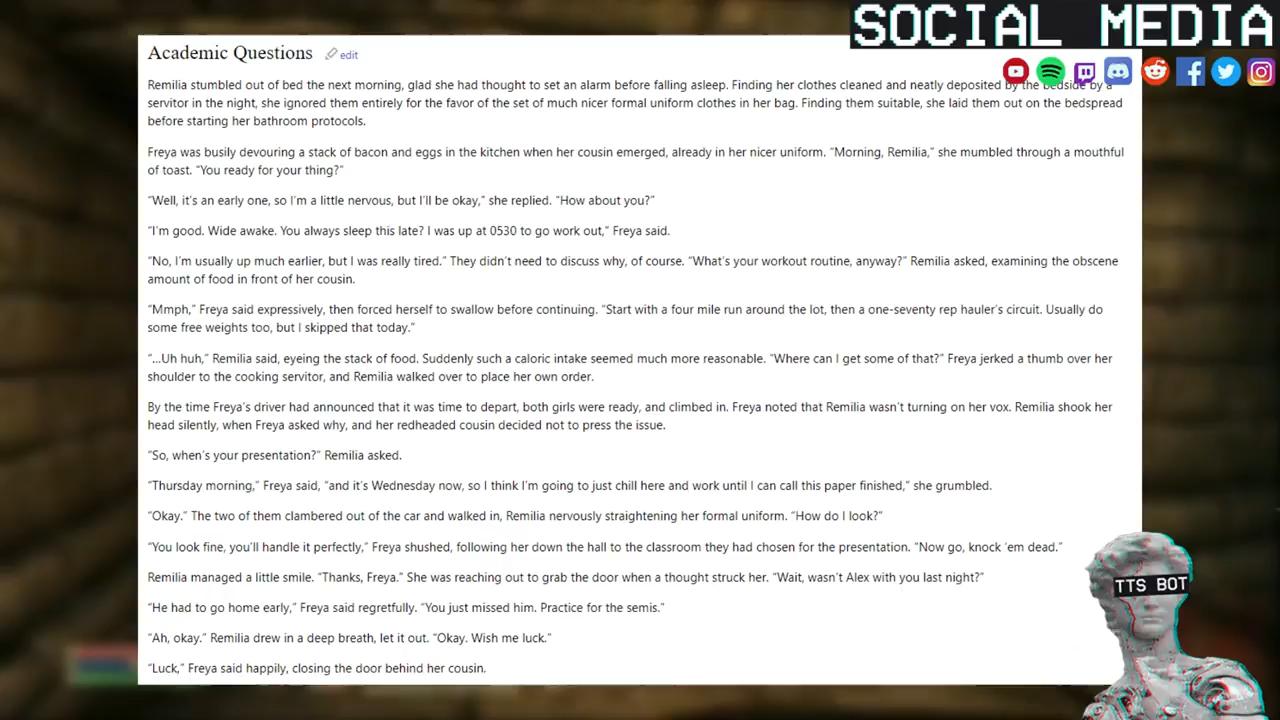 SOCIAL MEDIA
Academic Questions edit
Remilia stumbled out of bed the next morning, glad she had thought to set an alarm before falling asleep. Finding her clothes cleaned and neatly deposited by the bedside by a
servitor in the night, she ignored them entirely for the favor of the set of much nicer formal uniform clothes in her bag. Finding them suitable, she laid them out on the bedspread
before starting her bathroom protocols.
Freya was busily devouring a stack of bacon and eggs in the kitchen when her cousin emerged, already in her nicer uniform. “Morning, Remilia,” she mumbled through a mouthful
of toast. “You ready for your thing?”
“Well, it’s an early one, so I’m a little nervous, but I’ll be okay,” she replied. “How about you?”
“I’m good. Wide awake. You always sleep this late? I was up at 0530 to go work out,” Freya said.
“No, I’m usually up much earlier, but I was really tired.” They didn’t need to discuss why, of course. “What’s your workout routine, anyway?” Remilia asked, examining the obscene
amount of food in front of her cousin.
“Mmph,” Freya said expressively, then forced herself to swallow before continuing. “Start with a four mile run around the lot, then a one-seventy rep hauler’s circuit. Usually do
some free weights too, but I skipped that today.”
“…Uh huh,” Remilia said, eyeing the stack of food. Suddenly such a caloric intake seemed much more reasonable. “Where can I get some of that?” Freya jerked a thumb over her
shoulder to the cooking servitor, and Remilia walked over to place her own order.
By the time Freya’s driver had announced that it was time to depart, both girls were ready, and climbed in. Freya noted that Remilia wasn’t turning on her vox. Remilia shook her
head silently, when Freya asked why, and her redheaded cousin decided not to press the issue.
“So, when’s your presentation?” Remilia asked.
“Thursday morning,” Freya said, “and it’s Wednesday now, so I think I’m going to just chill here and work until I can call this paper finished,” she grumbled.
“Okay.” The two of them clambered out of the car and walked in, Remilia nervously straightening her formal uniform. “How do I look?”
“You look fine, you’ll handle it perfectly,” Freya shushed, following her down the hall to the classroom they had chosen for the presentation. “Now go, knock ‘em dead.”
Remilia managed a little smile. “Thanks, Freya.” She was reaching out to grab the door when a thought struck her. “Wait, wasn’t Alex with you last night?”
“He had to go home early,” Freya said regretfully. “You just missed him. Practice for the semis.”
“Ah, okay.” Remilia drew in a deep breath, let it out. “Okay. Wish me luck.”
“Luck,” Freya said happily, closing the door behind her cousin.
TTS BOT